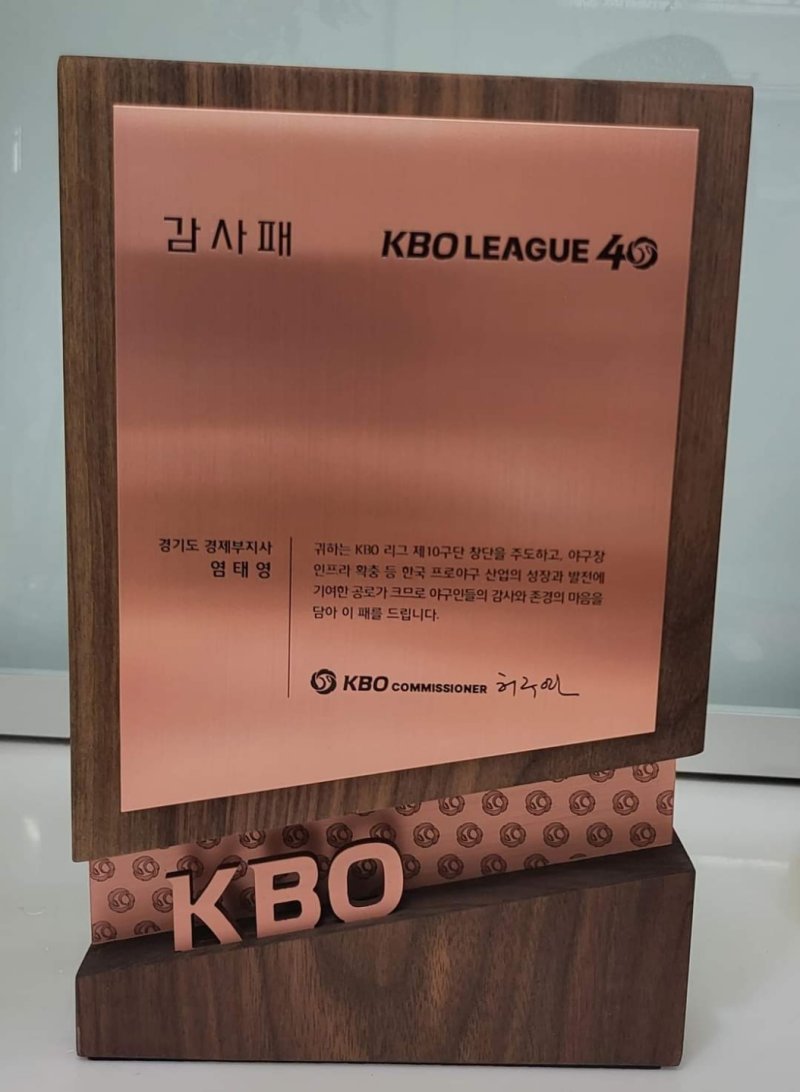 감사패
KBO LEAGUE 40
경기도 경제부지사
염태영
귀하는 KBO 리그 제10구단 창단을 주도하고, 야구장
인프라 확충 등 한국 프로야구 산업의 성장과 발전에
기여한 공로가 크므로 야구인들의 감사와 존경의 마음을
담아 이 패를 드립니다.
KBO COMMISSIONER 허구연
KBO